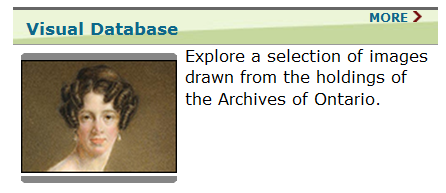 MORE
Visual Database
Explore a selection of images
drawn from the holdings of
the Archives of Ontario.